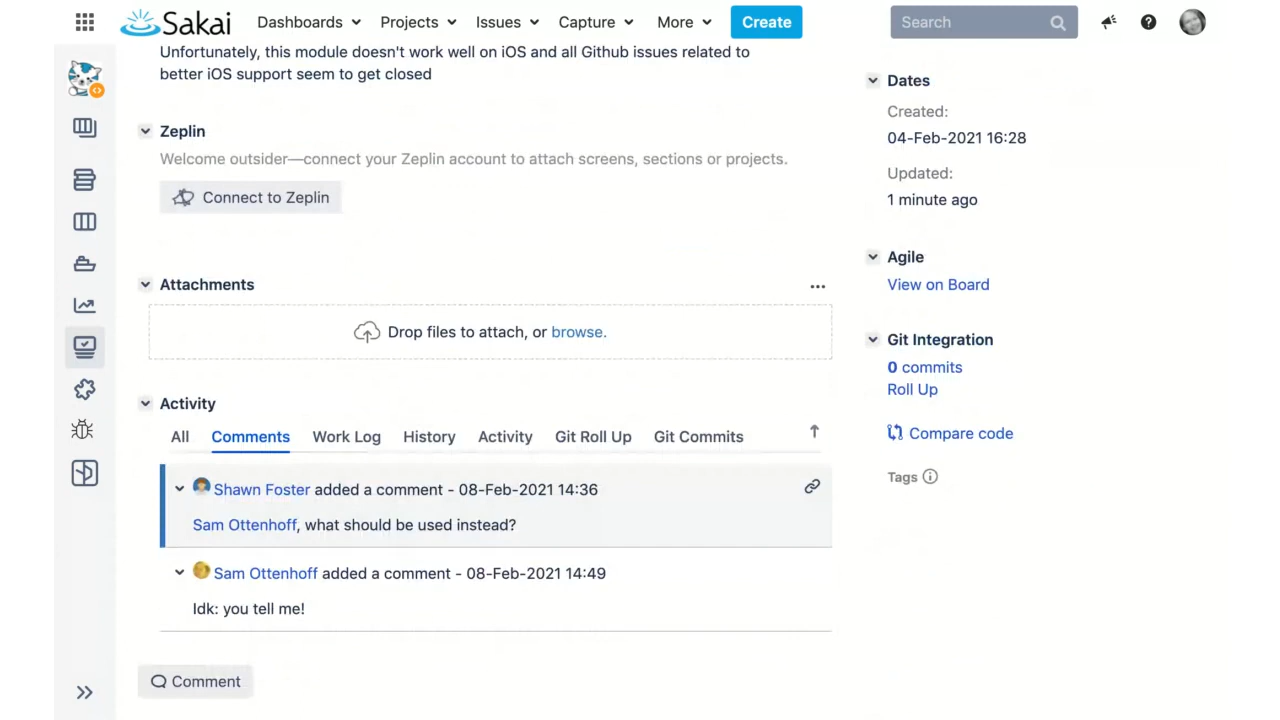 Sakai
Dashboards
Projects
Issues
Capture
More
Create
Search
Unfortunately, this module doesn't work well on iOS and all Github issues related to
better iOS support seem to get closed
Zeplin
Welcome outsider—connect your Zeplin account to attach screens, sections or projects.
Connect to Zeplin
Attachments
Drop files to attach, or browse.
Activity
All Comments Work Log History Activity Git Roll Up Git Commits
Shawn Foster added a comment - 08-Feb-2021 14:36
Sam Ottenhoff, what should be used instead?
Sam Ottenhoff added a comment - 08-Feb-2021 14:49
Idk: you tell me!
Comment
Dates
Created:
04-Feb-2021 16:28
Updated:
1 minute ago
Agile
View on Board
Git Integration
0 commits
Roll Up
Compare code
Tags